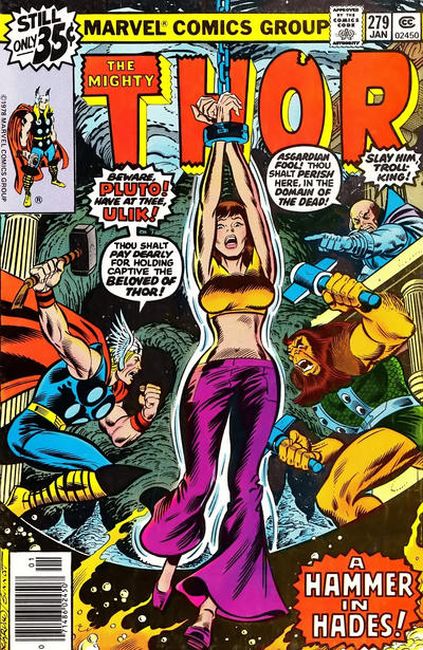 STILL
ONLY 35¢
MARVEL COMICS GROUP
APPROVED
BY THE
COMICS
CODE
AUTHORITY
279
JAN
CC
02450
©1978 MARVEL COMICS GROUP
THE
MIGHTY
THOR
®
BEWARE,
PLUTO!
HAVE AT THEE,
ULIK!
THOU SHALT
PAY DEARLY
FOR HOLDING
CAPTIVE THE
BELOVED OF
THOR!
ASGARDIAN
FOOL! THOU
SHALT PERISH
HERE, IN THE
DOMAIN OF
THE DEAD!
SLAY HIM,
TROLL-
KING!
01
71486 02450
A
HAMMER
IN
HADES!